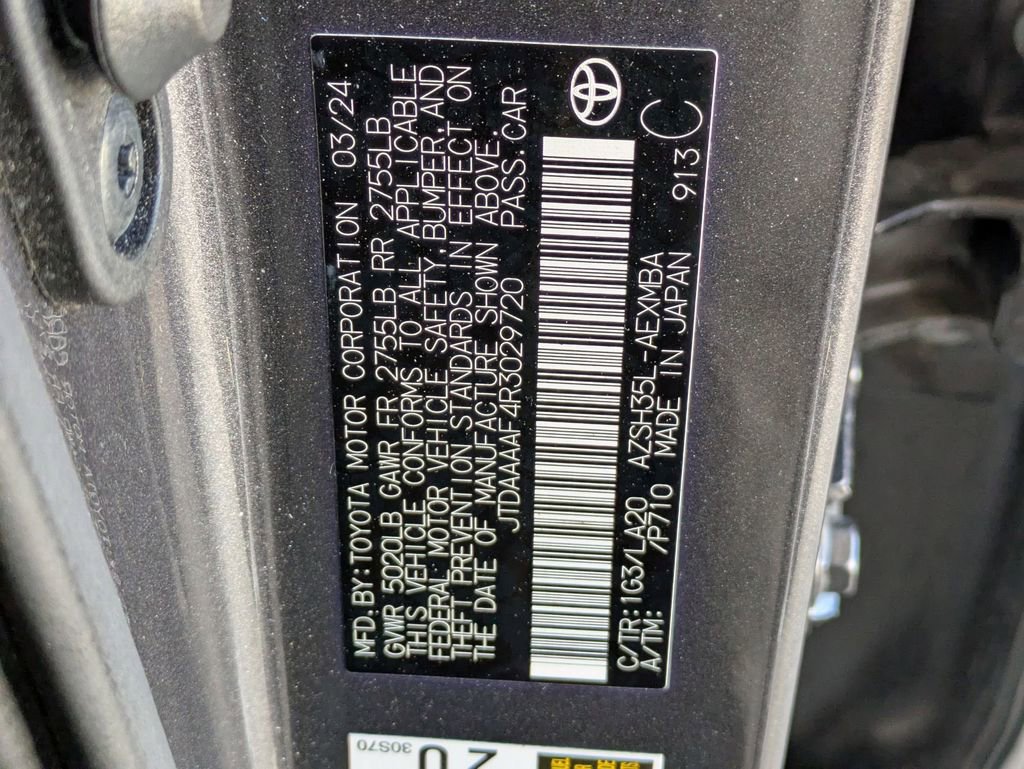 MFD. BY: TOYOTA MOTOR CORPORATION 03/24
GVWR 5020LB GAWR FR 2755LB RR 2755LB
THIS VEHICLE CONFORMS TO ALL APPLICABLE
FEDERAL MOTOR VEHICLE SAFETY, BUMPER, AND
THEFT PREVENTION STANDARDS IN EFFECT ON
THE DATE OF MANUFACTURE SHOWN ABOVE.
JTDAAAAF4R3029720 PASS. CAR
C/TR: 1G3/LA20 AZSH35L-AEXMBA
A/TM: /P710 MADE IN JAPAN 913 C
30S70